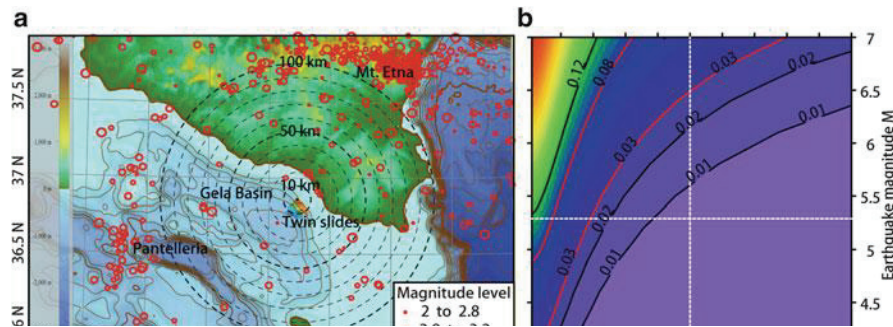 a
b
100 km
Mt. Etna
37.5 N
50 km
37 N
10 km
Gela Basin
Twin slides
36.5 N
Pantelleria
Magnitude level
2 to 2.8
0.12
0.08
0.03
0.02
0.01
0.03
0.02
0.01
0.03
0.02
0.01
7
6.5
6
5.5
5
4.5
Earthquake magnitude M